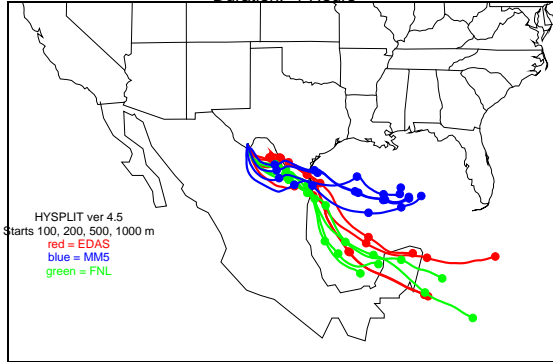 HYSPLIT ver 4.5
Starts 100, 200, 500, 1000 m
red = EDAS
blue = MM5
green = FNL